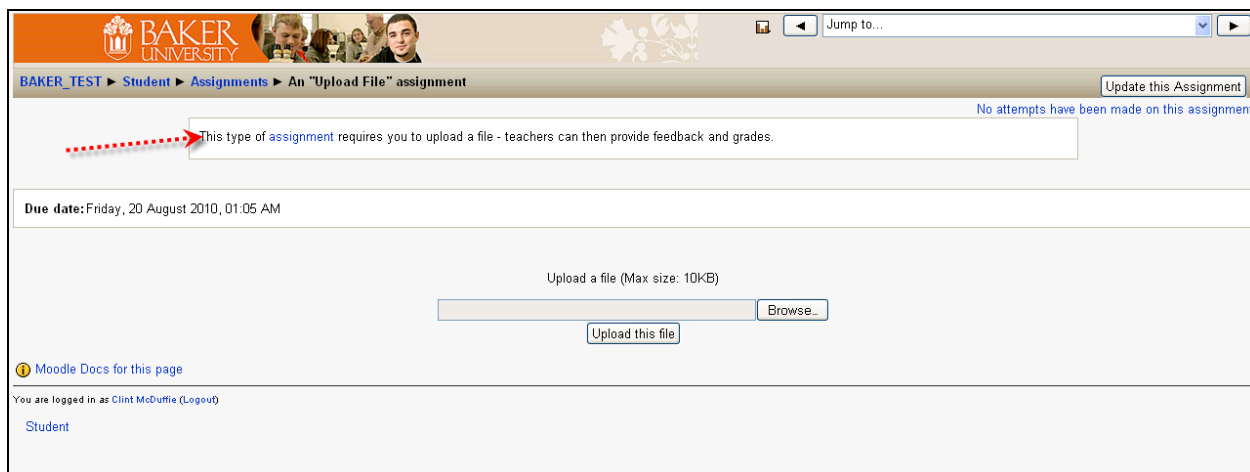 BAKER
UNIVERSITY
Jump to...
BAKER_TEST ► Student ► Assignments ► An "Upload File" assignment
Update this Assignment
No attempts have been made on this assignment
This type of assignment requires you to upload a file - teachers can then provide feedback and grades.
Due date: Friday, 20 August 2010, 01:05 AM
Upload a file (Max size: 10KB)
Browse...
Upload this file
Moodle Docs for this page
You are logged in as Clint McDuffie (Logout)
Student